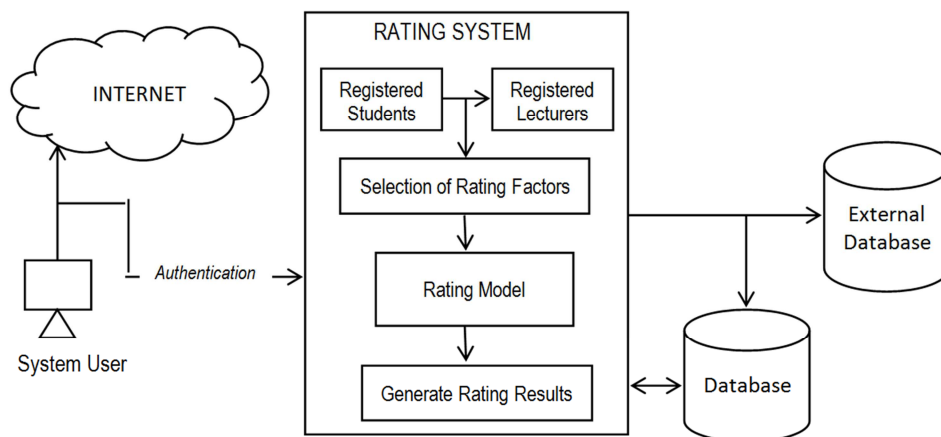 RATING SYSTEM
INTERNET
Registered
Students
Registered
Lecturers
Selection of Rating Factors
External
Database
Authentication
Rating Model
System User
Generate Rating Results
Database